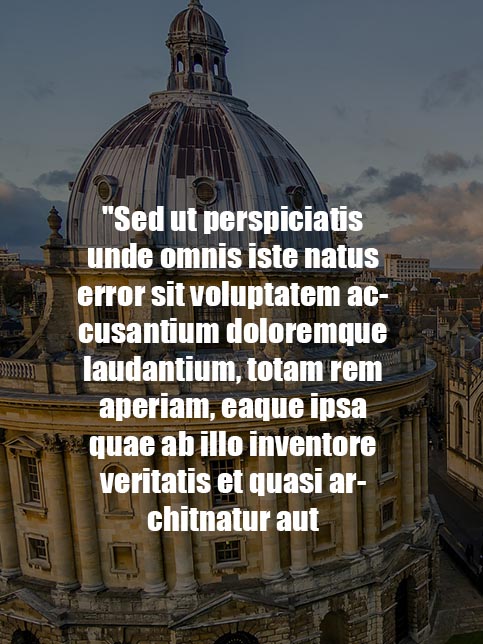 "Sed ut perspiciatis
unde omnis iste natus
error sit voluptatem ac-
cusantium doloremque
laudantium, totam rem
aperiam, eaque ipsa
quae ab illo inventore
veritatis et quasi ar-
chitnatur aut